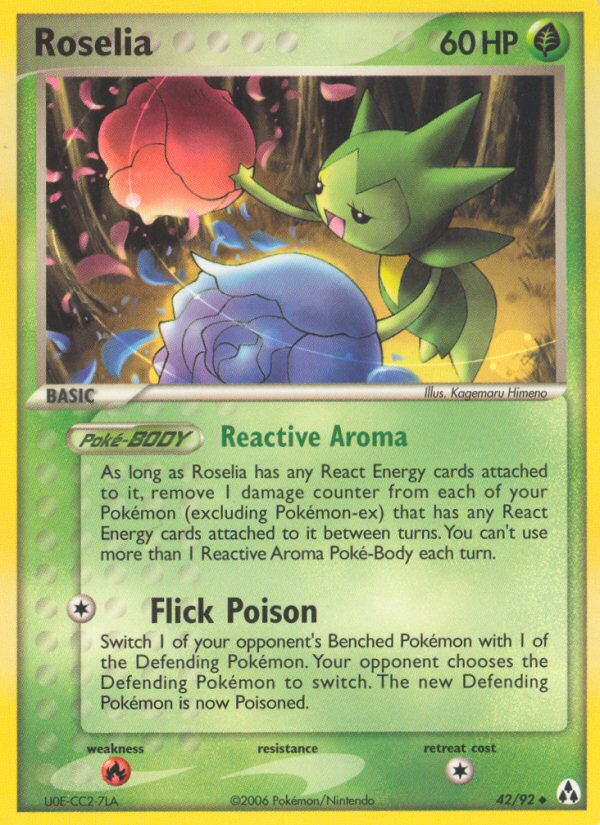 Roselia
60 HP
BASIC
Illus. Kagemaru Himeno
Poké-BODY Reactive Aroma
As long as Roselia has any React Energy cards attached
to it, remove 1 damage counter from each of your
Pokémon (excluding Pokémon-ex) that has any React
Energy cards attached to it between turns. You can't use
more than 1 Reactive Aroma Poké-Body each turn.
Flick Poison
Switch 1 of your opponent's Benched Pokémon with 1 of
the Defending Pokémon. Your opponent chooses the
Defending Pokémon to switch. The new Defending
Pokémon is now Poisoned.
weakness resistance retreat cost
U0E-CC2-7LA ©2006 Pokémon/Nintendo 42/92